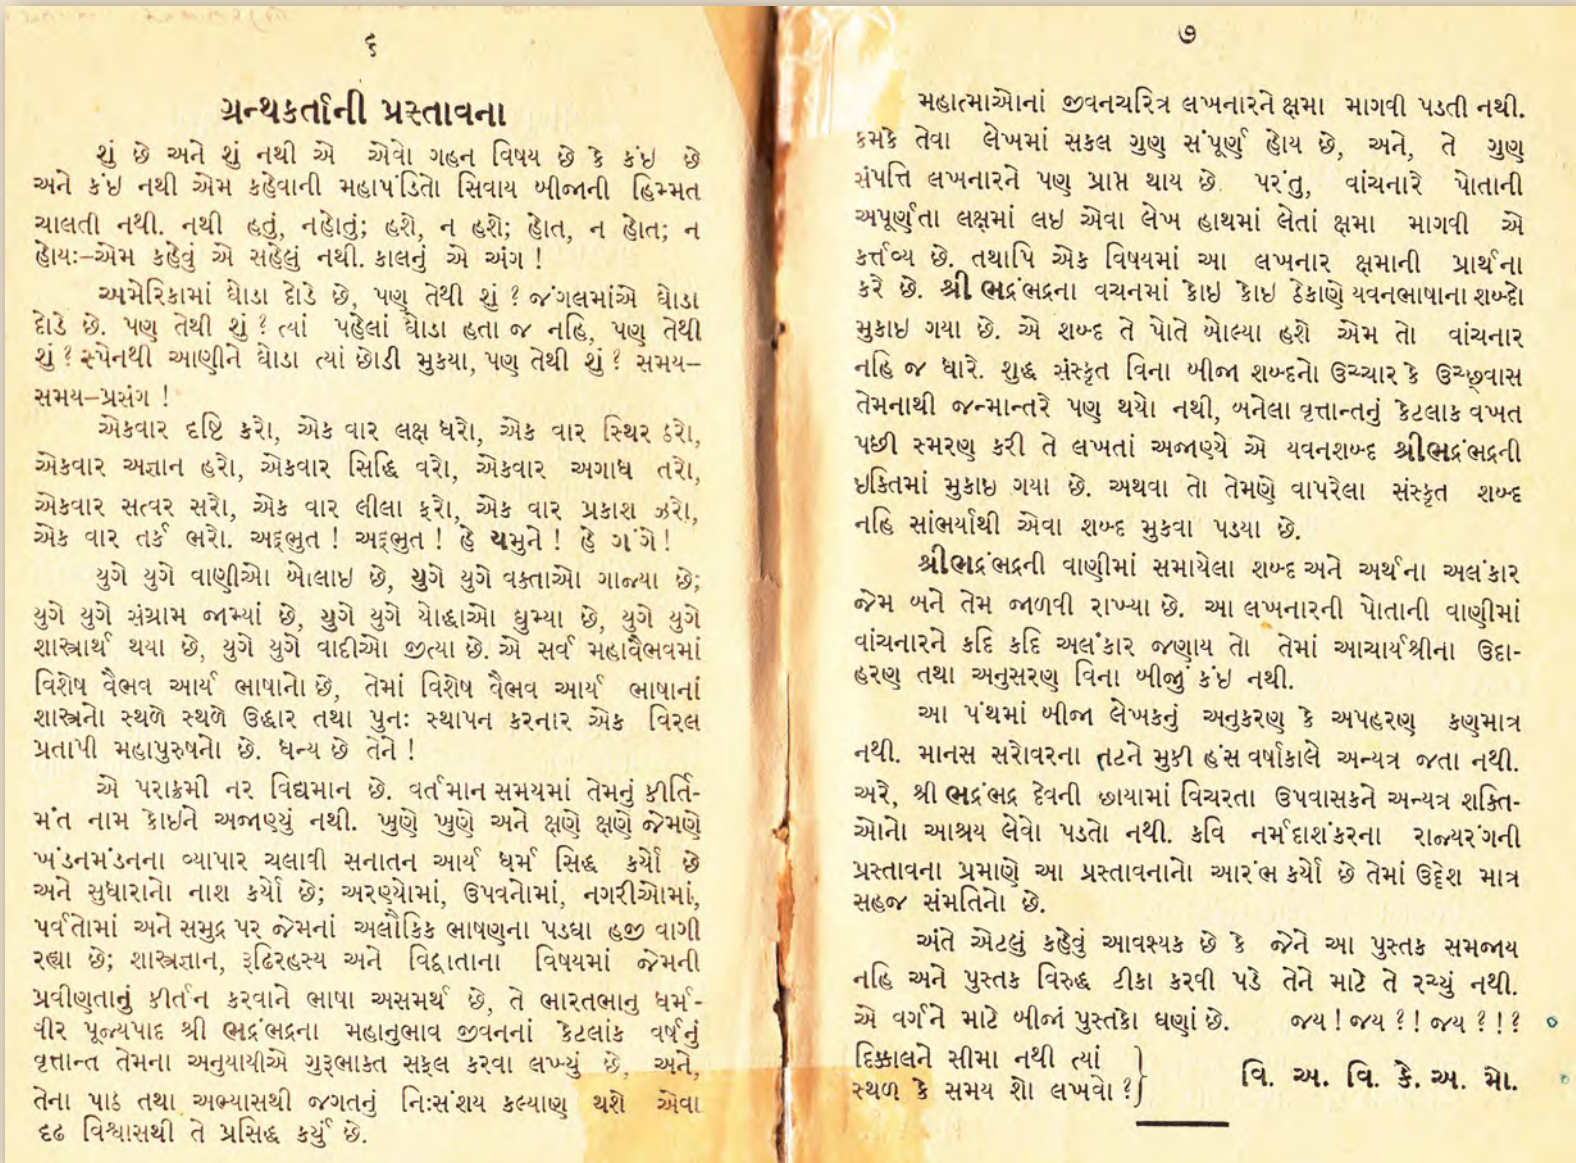 ૬
ગ્રન્થકર્તાની પ્રસ્તાવના
શું છે અને શું નથી એ એવો ગહન વિષય છે કે કંઇ છે
અને કંઇ નથી એમ કહેવાની મહાપંડિતો સિવાય બીજાની હિમ્મત
ચાલતી નથી. નથી હતું, નહોતું; હશે, ન હશે; હોત, ન હોત; ન
હોયઃ–એમ કહેવું એ સહેલું નથી. કાલનું એ અંગ !
અમેરિકામાં ઘોડા દોડે છે, પણ તેથી શું ? જંગલમાંએ ઘોડા
દોડે છે. પણ તેથી શું ? ત્યાં પહેલાં ઘોડા હતા જ નહિ, પણ તેથી
શું ? સ્પેનથી આણીને ઘોડા ત્યાં છોડી મુકયા, પણ તેથી શું ? સમય–
સમય–પ્રસંગ !
એકવાર દૃષ્ટિ કરો, એક વાર લક્ષ ધરો, એક વાર સ્થિર ઠરો,
એકવાર અજ્ઞાન હરો, એકવાર સિદ્ધિ વરો, એકવાર અગાધ તરો,
એકવાર સત્વર સરો, એક વાર લીલા ફરો, એક વાર પ્રકાશ ઝરો,
એક વાર તર્ક ભરો. અદ્દભુત ! અદ્દભુત ! હે યમુને ! હે ગંગે !
યુગે યુગે વાણીઓ બોલાઇ છે, યુગે યુગે વક્તાઓ ગાજ્યા છે;
યુગે યુગે સંગ્રામ જામ્યાં છે, યુગે યુગે યોદ્ધાઓ ઘુમ્યા છે, યુગે યુગે
શાસ્ત્રાર્થ થયા છે, યુગે યુગે વાદીઓ જીત્યા છે. એ સર્વ મહાવૈભવમાં
વિશેષ વૈભવ આર્ય ભાષાનો છે, તેમાં વિશેષ વૈભવ આર્ય ભાષાનાં
શાસ્ત્રનો સ્થળે સ્થળે ઉદ્ધાર તથા પુનઃ સ્થાપન કરનાર એક વિરલ
પ્રતાપી મહાપુરુષનો છે. ધન્ય છે તેને !
એ પરાક્રમી નર વિદ્યમાન છે. વર્તમાન સમયમાં તેમનું કીર્તિ-
મંત નામ કોઇને અજાણ્યું નથી. ખુણે ખુણે અને ક્ષણે ક્ષણે જેમણે
ખંડનમંડનના વ્યાપાર ચલાવી સનાતન આર્ય ધર્મ સિદ્ધ કર્યો છે
અને સુધારાનો નાશ કર્યો છે; અરણ્યોમાં, ઉપવનોમાં, નગરીઓમાં,
પર્વતોમાં અને સમુદ્ર પર જેમનાં અલૌકિક ભાષણના પડઘા હજી વાગી
રહ્યા છે; શાસ્ત્રજ્ઞાન, રૂઢિરહસ્ય અને વિદ્વાતાના વિષયમાં જેમની
પ્રવીણતાનું કીર્તન કરવાને ભાષા અસમર્થ છે, તે ભારતભાનુ ધર્મ-
વીર પૂજ્યપાદ શ્રી ભદ્રંભદ્રના મહાનુભાવ જીવનનાં કેટલાંક વર્ષનું
વૃત્તાન્ત તેમના અનુયાયીએ ગુરુભક્તિ સફલ કરવા લખ્યું છે, અને,
તેના પાઠ તથા અભ્યાસથી જગતનું નિઃસંશય કલ્યાણ થશે એવા
દૃઢ વિશ્વાસથી તે પ્રસિદ્ધ કર્યું છે.
૭
મહાત્માઓનાં જીવનચરિત્ર લખનારને ક્ષમા માગવી પડતી નથી.
કેમકે તેવા લેખમાં સકલ ગુણ સંપૂર્ણ હોય છે, અને, તે ગુણ
સંપત્તિ લખનારને પણ પ્રાપ્ત થાય છે. પરંતુ, વાંચનારે પોતાની
અપૂર્ણતા લક્ષમાં લઇ એવા લેખ હાથમાં લેતાં ક્ષમા માગવી એ
કર્ત્તવ્ય છે. તથાપિ એક વિષયમાં આ લખનાર ક્ષમાની પ્રાર્થના
કરે છે. શ્રી ભદ્રંભદ્રના વચનમાં કોઇ કોઇ ઠેકાણે યવનભાષાના શબ્દો
મુકાઇ ગયા છે. એ શબ્દ તે પોતે બોલ્યા હશે એમ તો વાંચનાર
નહિ જ ધારે. શુદ્ધ સંસ્કૃત વિના બીજા શબ્દનો ઉચ્ચાર કે ઉચ્છ્વાસ
તેમનાથી જન્માન્તરે પણ થયો નથી, બનેલા વૃત્તાન્તનું કેટલાક વખત
પછી સ્મરણ કરી તે લખતાં અજાણ્યે એ યવનશબ્દ શ્રીભદ્રંભદ્રની
ઇક્તિમાં મુકાઇ ગયા છે. અથવા તો તેમણે વાપરેલા સંસ્કૃત શબ્દ
નહિ સાંભર્યાથી એવા શબ્દ મુકવા પડયા છે.
શ્રીભદ્રંભદ્રની વાણીમાં સમાયેલા શબ્દ અને અર્થના અલંકાર
જેમ બને તેમ જાળવી રાખ્યા છે. આ લખનારની પોતાની વાણીમાં
વાંચનારને કદિ કદિ અલંકાર જણાય તો તેમાં આચાર્યશ્રીના ઉદા-
હરણ તથા અનુસરણ વિના બીજું કંઇ નથી.
આ પંથમાં બીજા લેખકનું અનુકરણ કે અપહરણ કણમાત્ર
નથી. માનસ સરોવરના તટને મુકી હંસ વર્ષાકાલે અન્યત્ર જતા નથી.
અરે, શ્રી ભદ્રંભદ્ર દેવની છાયામાં વિચરતા ઉપવાસકને અન્યત્ર શક્તિ-
ઓનો આશ્રય લેવો પડતો નથી. કવિ નર્મદાશંકરના રાજ્યરંગની
પ્રસ્તાવના પ્રમાણે આ પ્રસ્તાવનાનો આરંભ કર્યો છે તેમાં ઉદ્દેશ માત્ર
સહજ સંમતિનો છે.
અંતે એટલું કહેવું આવશ્યક છે કે જેને આ પુસ્તક સમજાય
નહિ અને પુસ્તક વિરુદ્ધ ટીકા કરવી પડે તેને માટે તે રચ્યું નથી.
એ વર્ગને માટે બીજાં પુસ્તકો ઘણાં છે. જય ! જય ? ! જય ? ! ?
દિક્કાલને સીમા નથી ત્યાં
સ્થળ કે સમય શો લખવો ?
વિ. અ. વિ. કે. અ. મો.